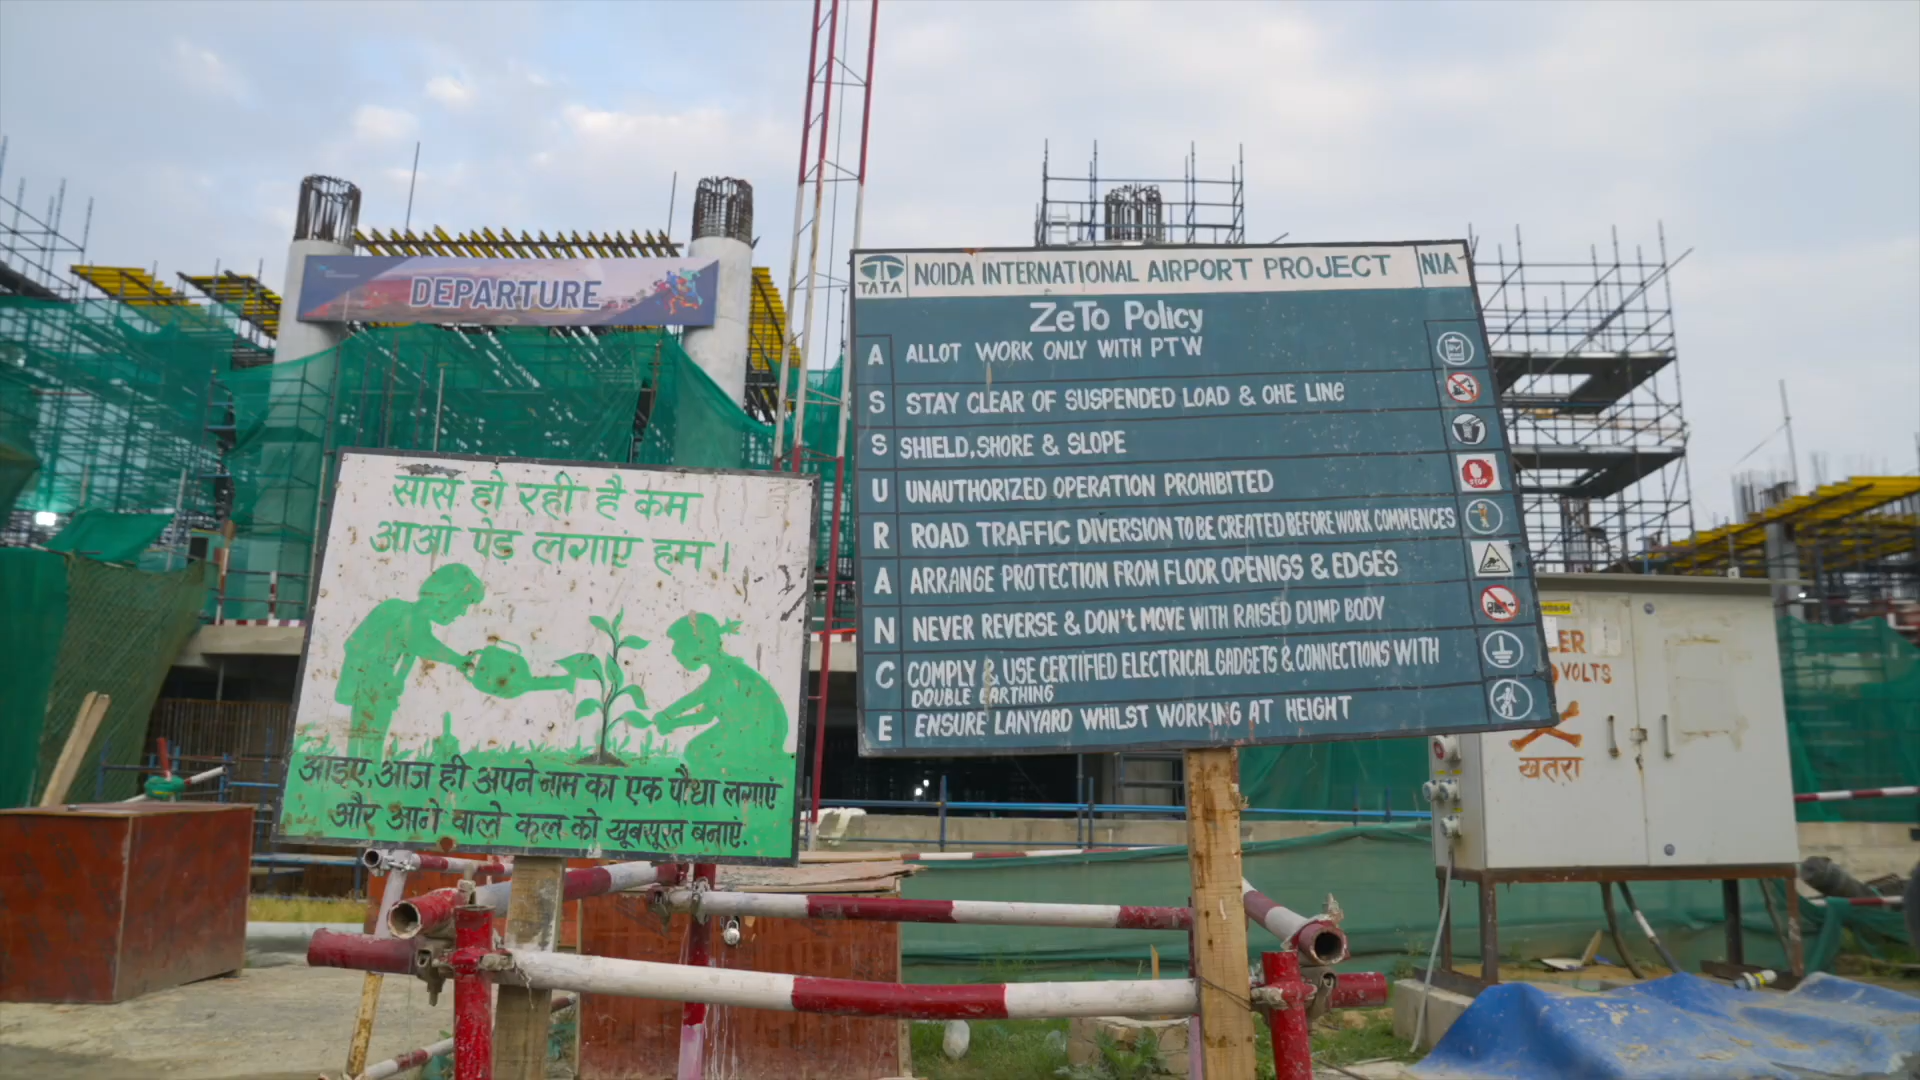 DEPARTURE
सांसे हो रही है कम
आओ पेड़ लगाएं हम।
आइए, आज ही अपने नाम का एक पौधा लगाएं
और आने वाले कल को खूबसूरत बनाएं.
TATA NOIDA INTERNATIONAL AIRPORT PROJECT NIA
ZeTo Policy
A ALLOT WORK ONLY WITH PTW
S STAY CLEAR OF SUSPENDED LOAD & OHE LINe
S SHIELD, SHORE & SLOPE
U UNAUTHORIZED OPERATION PROHIBITED
STOP
R ROAD TRAFFIC DIVERSION TO BE CREATED BEFORE WORK COMMENCES
A ARRANGE PROTECTION FROM FLOOR OPENIGS & EDGES
N NEVER REVERSE & DON'T MOVE WITH RAISED DUMP BODY
C COMPLY & USE CERTIFIED ELECTRICAL GADGETS & CONNECTIONS WITH
DOUBLE EARTHING
E ENSURE LANYARD WHILST WORKING AT HEIGHT
VOLTS
खतरा